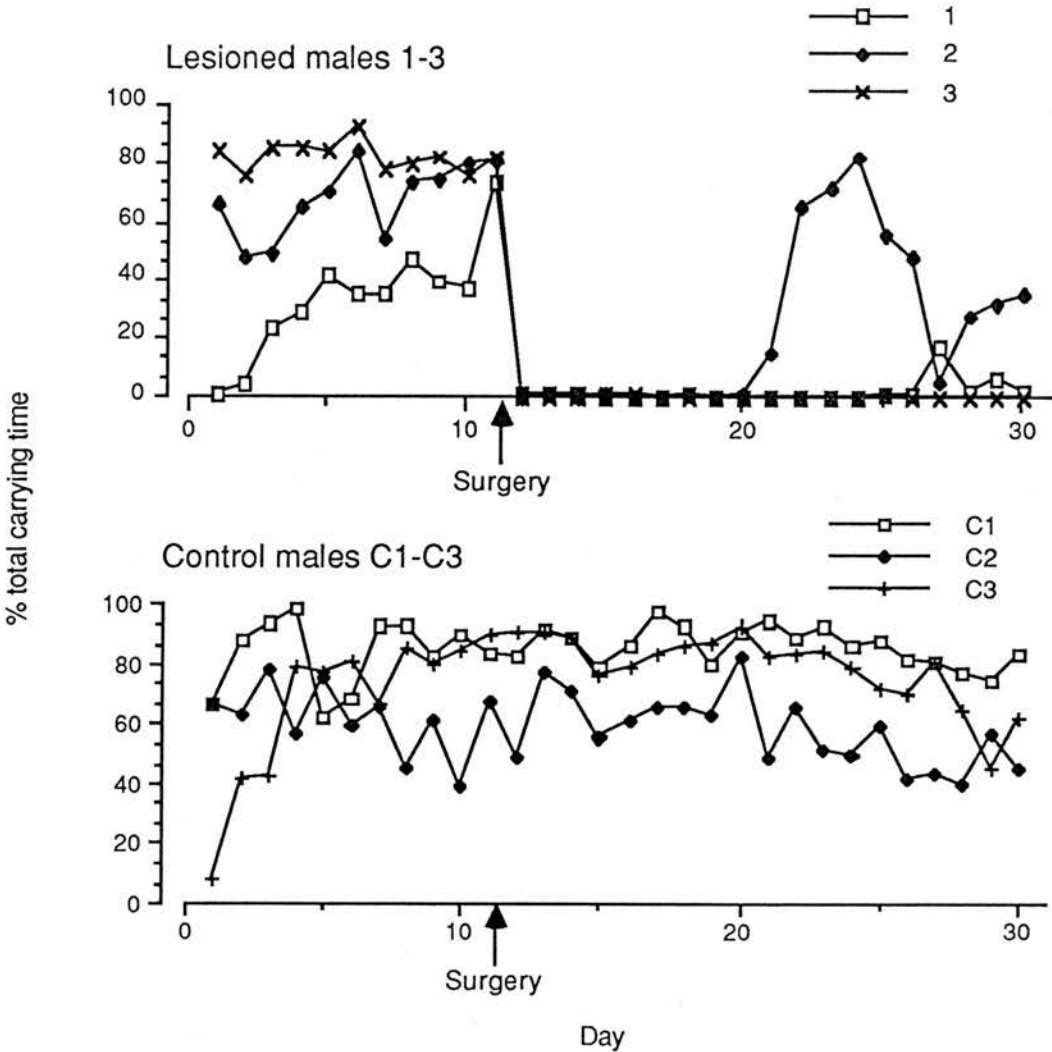 1
Lesioned males 1-3
2
3
100
80
60
40
20
0
0 10 20 30
Surgery
% total carrying time
C1
Control males C1-C3
C2
C3
100
80
60
40
20
0
0 10 20 30
Surgery
Day